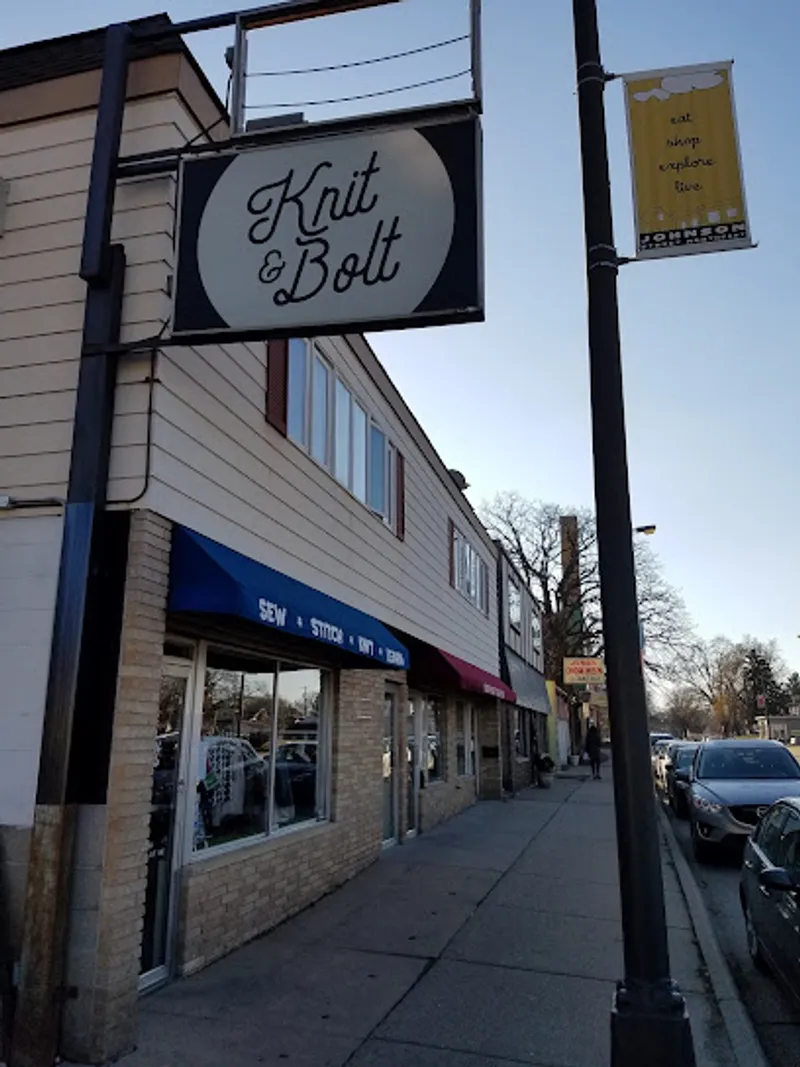 Knit
& Bolt
eat
shop
explore
live
JOHNSON
SEW + STITCH + KNIT + LEARN